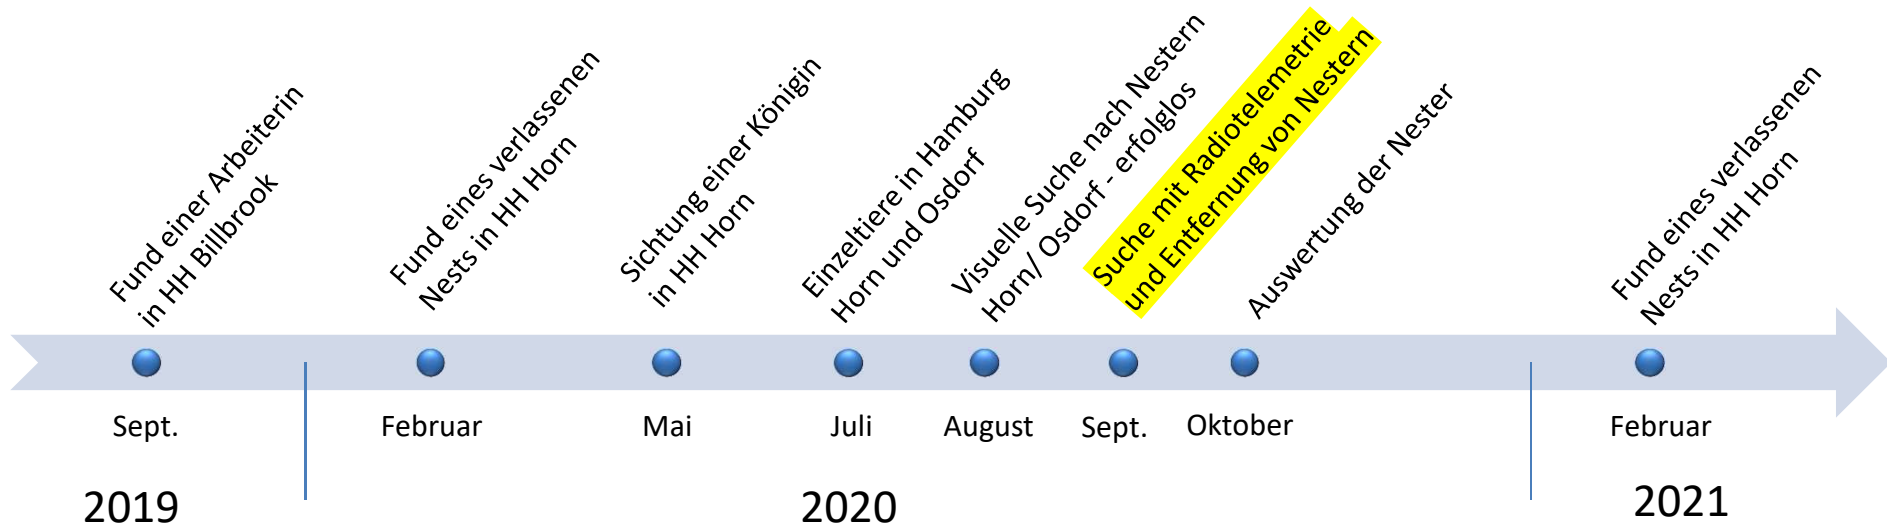 Fund einer Arbeiterin
in HH Billbrook
Fund eines verlassenen
Nests in HH Horn
Sichtung einer Königin
in HH Horn
Einzeltiere in Hamburg
Horn und Osdorf
Visuelle Suche nach Nestern
Horn/ Osdorf - erfolglos
Suche mit Radiotelemetrie
und Entfernung von Nestern
Auswertung der Nester
Fund eines verlassenen
Nests in HH Horn
Sept.
Februar
Mai
Juli
August
Sept.
Oktober
Februar
2019
2020
2021